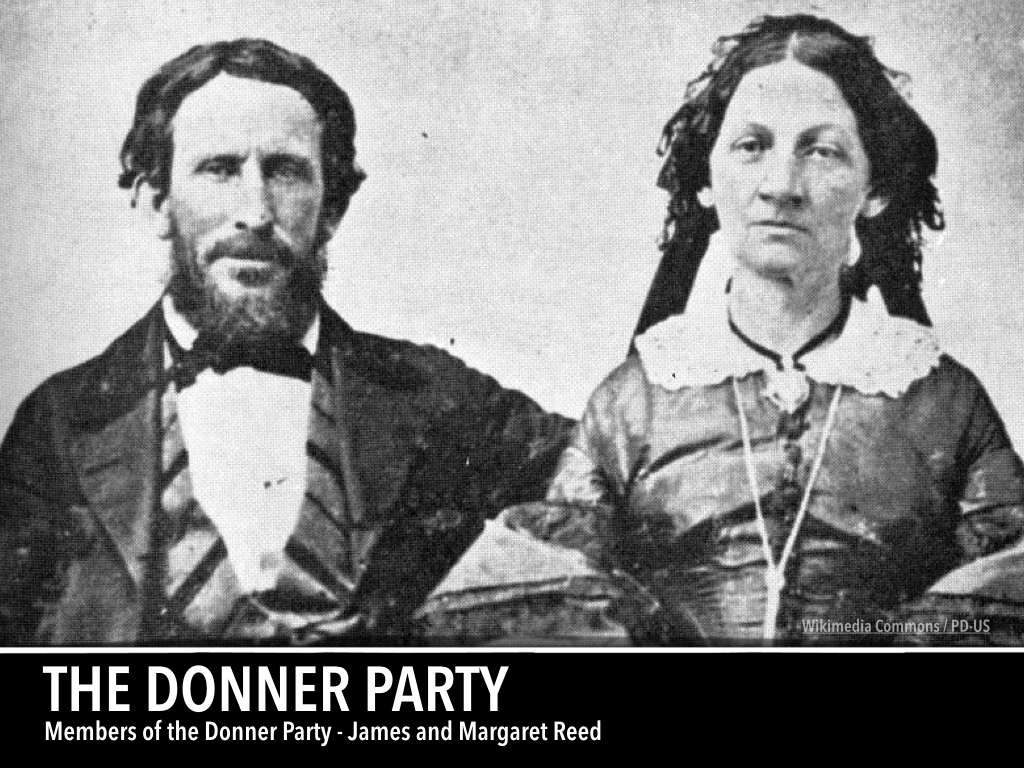 Wikimedia Commons / PD-US
THE DONNER PARTY
Members of the Donner Party - James and Margaret Reed